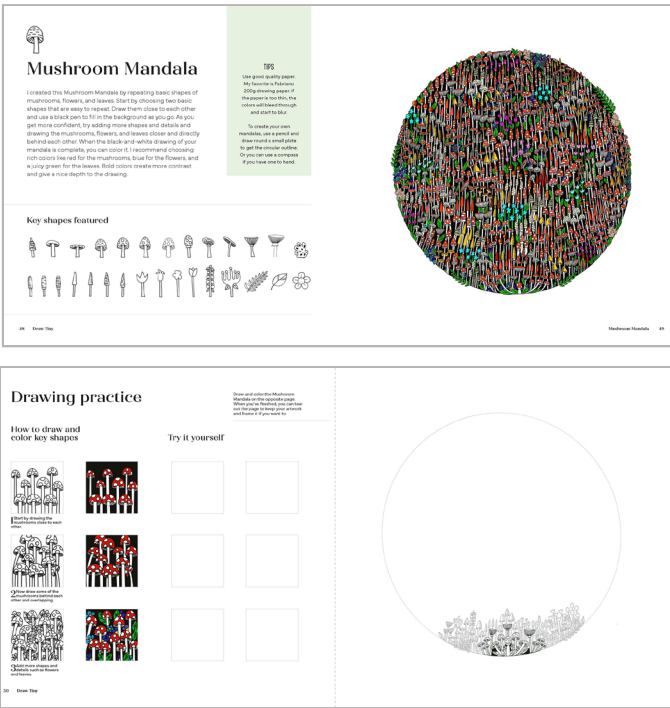 Mushroom Mandala
I created this Mushroom Mandala by repeating basic shapes of
mushrooms, flowers, and leaves. Start by choosing two basic
shapes that are easy to repeat. Draw them close to each other
and use a black pen to fill in the background as you go. As you
get more confident, try adding more shapes and details and
drawing the mushrooms, flowers, and leaves closer and directly
behind each other. When the black-and-white drawing of your
mandala is complete, you can color it. I recommend choosing
rich colors like red for the mushrooms, blue for the flowers, and
a juicy green for the leaves. Bold colors create more contrast
and give a nice depth to the drawing.
TIPS
Use good quality paper.
My favorite is Fabriano
200g drawing paper. If
the paper is too thin, the
colors will bleed through
and start to blur.
To create your own
mandalas, use a pencil and
draw round a small plate
to get the circular outline.
Or you can use a compass
if you have one to hand.
Key shapes featured
48 Draw Tiny
Mushroom Mandala 49
Drawing practice
Draw and color the Mushroom
Mandala on the opposite page.
When you've finished, you can tear
out the page to keep your artwork
and frame it if you want to.
How to draw and
color key shapes
Try it yourself
1 Start by drawing the
mushrooms close to each
other.
2 Now draw some of the
mushrooms behind each
other and overlapping.
3 Add more shapes and
details such as flowers
and leaves.
50 Draw Tiny